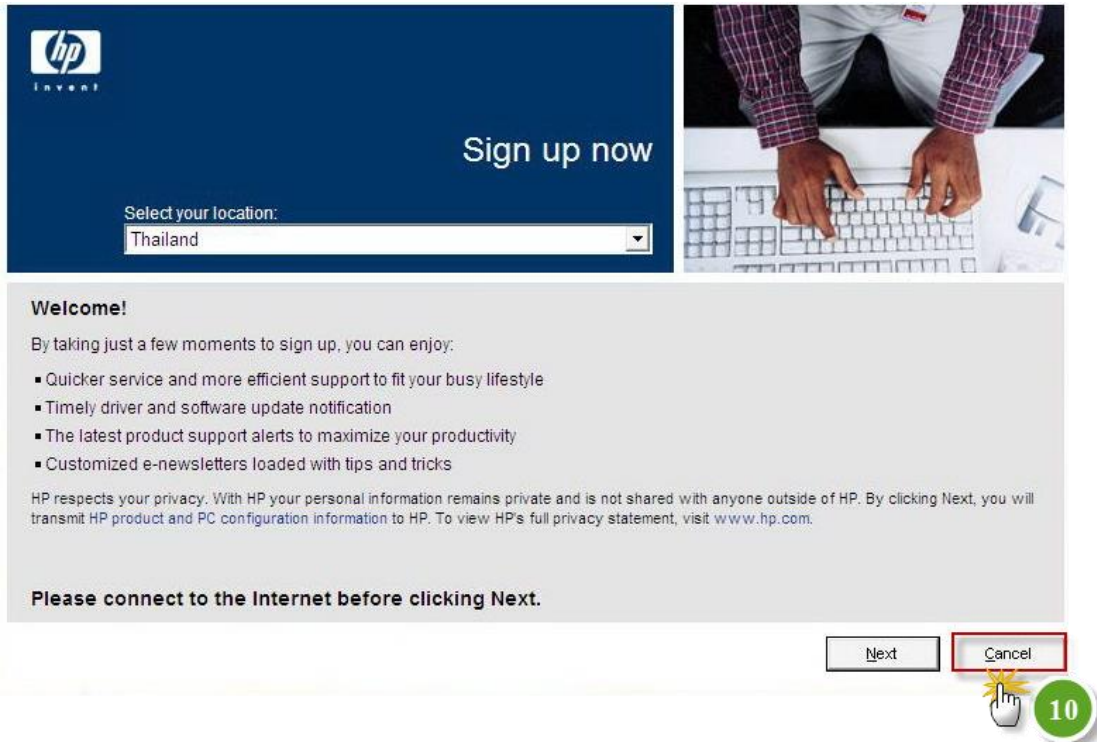 hp
invent
Sign up now
Select your location:
Thailand
Welcome!
By taking just a few moments to sign up, you can enjoy:
▪ Quicker service and more efficient support to fit your busy lifestyle
▪ Timely driver and software update notification
▪ The latest product support alerts to maximize your productivity
▪ Customized e-newsletters loaded with tips and tricks
HP respects your privacy. With HP your personal information remains private and is not shared with anyone outside of HP. By clicking Next, you will
transmit HP product and PC configuration information to HP. To view HP's full privacy statement, visit www.hp.com.
Please connect to the Internet before clicking Next.
Next
Cancel
10